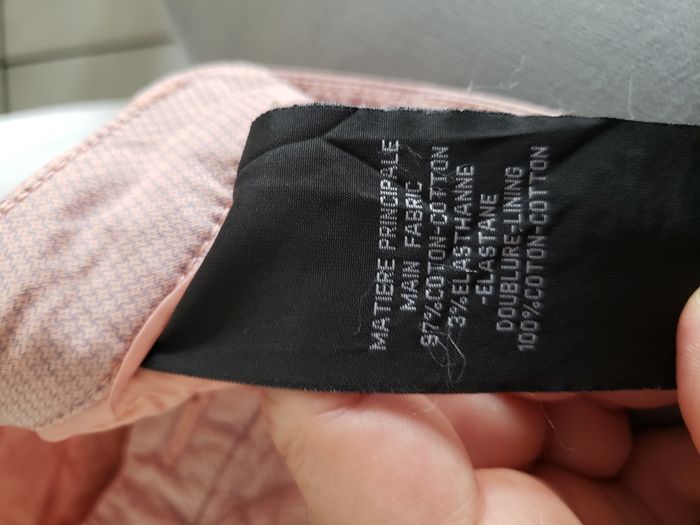 MATIERE PRINCIPALE
MAIN FABRIC
97%COTON-COTTON
3%ELASTHANNE
-ELASTANE
DOUBLURE-LINING
100%COTON-COTTON